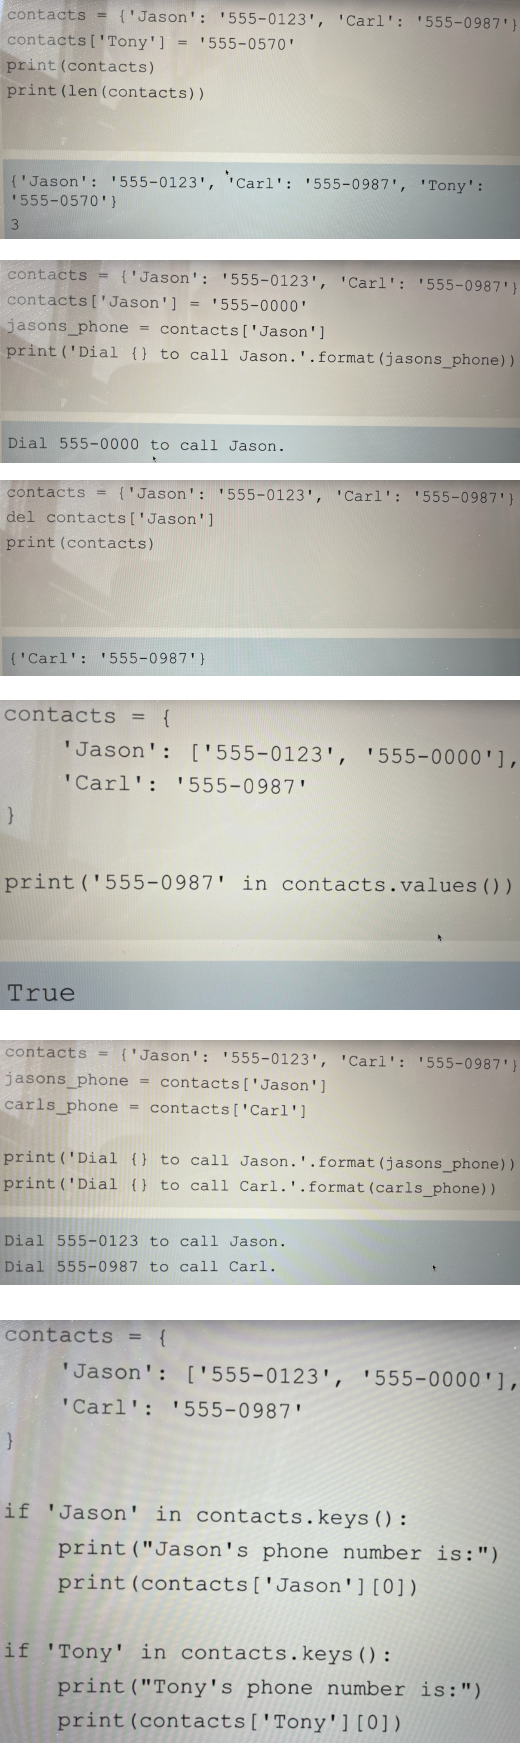 contacts = {'Jason': '555-0123', 'Carl': '555-0987'}
contacts['Tony'] = '555-0570'
print(contacts)
print(len(contacts))
{'Jason': '555-0123', 'Carl': '555-0987', 'Tony':
'555-0570'}
3
contacts = {'Jason': '555-0123', 'Carl': '555-0987'}
contacts['Jason'] = '555-0000'
jasons_phone = contacts['Jason']
print('Dial {} to call Jason.'.format(jasons_phone))
Dial 555-0000 to call Jason.
contacts = {'Jason': '555-0123', 'Carl': '555-0987'}
del contacts['Jason']
print(contacts)
{'Carl': '555-0987'}
contacts = {
    'Jason': ['555-0123', '555-0000'],
    'Carl': '555-0987'
}
print('555-0987' in contacts.values())
True
contacts = {'Jason': '555-0123', 'Carl': '555-0987'}
jasons_phone = contacts['Jason']
carls_phone = contacts['Carl']
print('Dial {} to call Jason.'.format(jasons_phone))
print('Dial {} to call Carl.'.format(carls_phone))
Dial 555-0123 to call Jason.
Dial 555-0987 to call Carl.
contacts = {
    'Jason': ['555-0123', '555-0000'],
    'Carl': '555-0987'
}
if 'Jason' in contacts.keys():
    print("Jason's phone number is:")
    print(contacts['Jason'][0])
if 'Tony' in contacts.keys():
    print("Tony's phone number is:")
    print(contacts['Tony'][0])